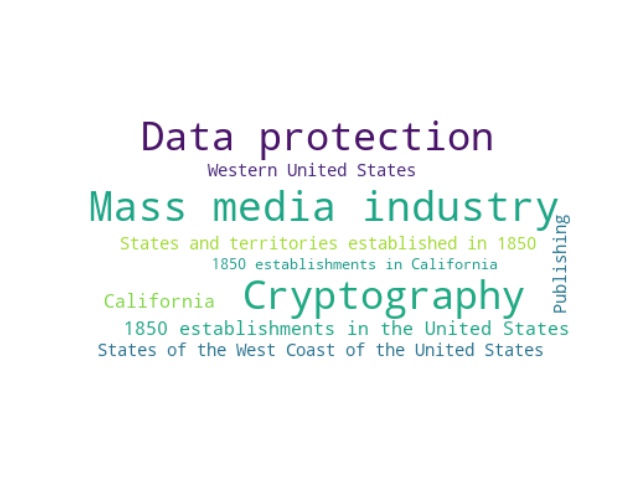 Data protection
Western United States
Mass media industry
States and territories established in 1850
1850 establishments in California
Publishing
California
Cryptography
1850 establishments in the United States
States of the West Coast of the United States